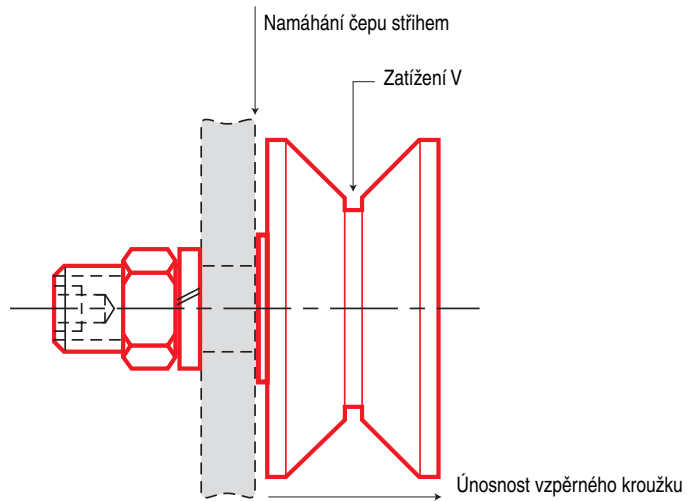 Namáhání čepu střihem
Zatížení V
Únosnost vzpěrného kroužku